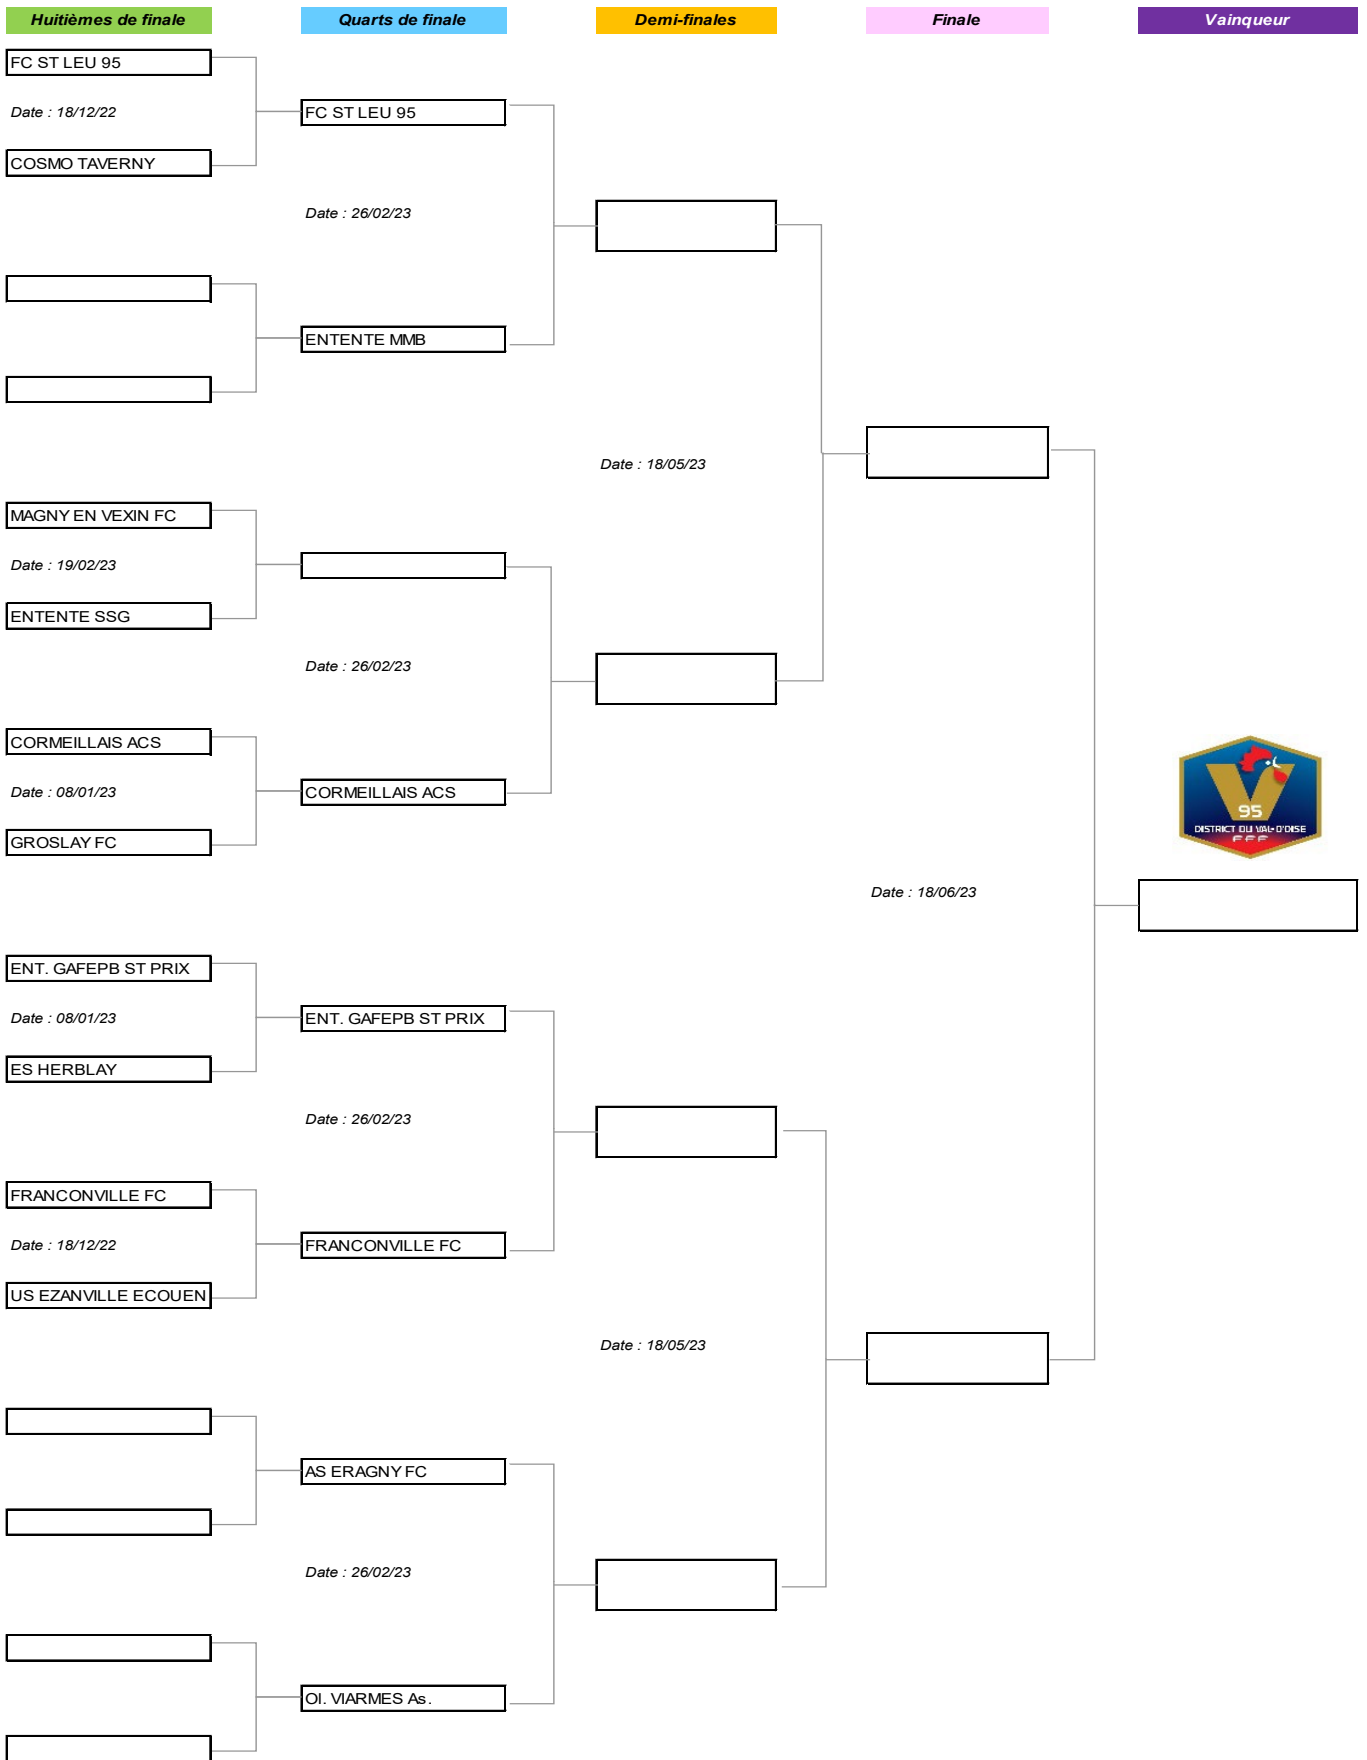 Huitièmes de finale
Quarts de finale
Demi-finales
Finale
Vainqueur
FC ST LEU 95
Date : 18/12/22
FC ST LEU 95
COSMO TAVERNY
Date : 26/02/23
ENTENTE MMB
Date : 18/05/23
MAGNY EN VEXIN FC
Date : 19/02/23
ENTENTE SSG
Date : 26/02/23
CORMEILLAIS ACS
Date : 08/01/23
CORMEILLAIS ACS
GROSLAY FC
95
DISTRICT DU VAL-D'OISE
FFF
Date : 18/06/23
ENT. GAFEPB ST PRIX
Date : 08/01/23
ENT. GAFEPB ST PRIX
ES HERBLAY
Date : 26/02/23
FRANCONVILLE FC
Date : 18/12/22
FRANCONVILLE FC
US EZANVILLE ECOUEN
Date : 18/05/23
AS ERAGNY FC
Date : 26/02/23
Ol. VIARMES As.